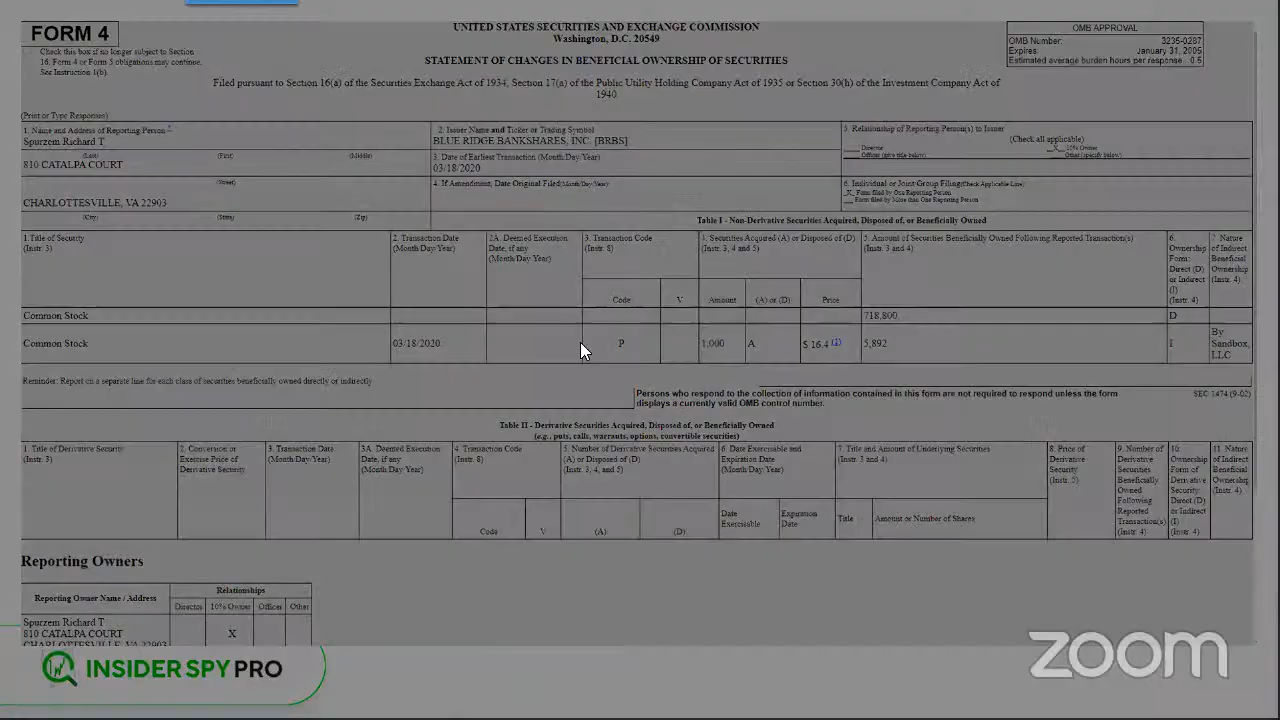 FORM 4
Check this box if no longer subject to Section
16. Form 4 or Form 5 obligations may continue.
See Instruction 1(b).
UNITED STATES SECURITIES AND EXCHANGE COMMISSION
Washington, D.C. 20549
STATEMENT OF CHANGES IN BENEFICIAL OWNERSHIP OF SECURITIES
OMB APPROVAL
OMB Number: 3235-0287
Expires: January 31, 2005
Estimated average burden hours per response... 0.5
Filed pursuant to Section 16(a) of the Securities Exchange Act of 1934, Section 17(a) of the Public Utility Holding Company Act of 1935 or Section 30(h) of the Investment Company Act of
1940
(Print or Type Responses)
1. Name and Address of Reporting Person *
Spurzem Richard T
(Last) (First) (Middle)
810 CATALPA COURT
(Street)
CHARLOTTESVILLE, VA 22903
(City) (State) (Zip)
2. Issuer Name and Ticker or Trading Symbol
BLUE RIDGE BANKSHARES, INC. [BRBS]
3. Date of Earliest Transaction (Month/Day/Year)
03/18/2020
4. If Amendment, Date Original Filed(Month/Day/Year)
5. Relationship of Reporting Person(s) to Issuer
(Check all applicable)
____ Director __X__ 10% Owner
____ Officer (give title below) ____ Other (specify below)
6. Individual or Joint/Group Filing(Check Applicable Line)
_X_ Form filed by One Reporting Person
___ Form filed by More than One Reporting Person
Table I - Non-Derivative Securities Acquired, Disposed of, or Beneficially Owned
1.Title of Security
(Instr. 3)
2. Transaction Date
(Month/Day/Year)
2A. Deemed Execution
Date, if any
(Month/Day/Year)
3. Transaction Code
(Instr. 8)
4. Securities Acquired (A) or Disposed of (D)
(Instr. 3, 4 and 5)
5. Amount of Securities Beneficially Owned Following Reported Transaction(s)
(Instr. 3 and 4)
6.
Ownership
Form:
Direct (D)
or Indirect
(I)
(Instr. 4)
7. Nature
of Indirect
Beneficial
Ownership
(Instr. 4)
Code V Amount (A) or (D) Price
Common Stock 718,800 D
Common Stock 03/18/2020 P 1,000 A $ 16.4 (1) 5,892 I By Sandbox, LLC
Reminder: Report on a separate line for each class of securities beneficially owned directly or indirectly
Persons who respond to the collection of information contained in this form are not required to respond unless the form
displays a currently valid OMB control number.
SEC 1474 (9-02)
Table II - Derivative Securities Acquired, Disposed of, or Beneficially Owned
(e.g., puts, calls, warrants, options, convertible securities)
1. Title of Derivative Security
(Instr. 3)
2. Conversion or
Exercise Price of
Derivative Security
3. Transaction Date
(Month/Day/Year)
3A. Deemed Execution
Date, if any
(Month/Day/Year)
4. Transaction Code
(Instr. 8)
5. Number of Derivative Securities Acquired
(A) or Disposed of (D)
(Instr. 3, 4, and 5)
6. Date Exercisable and
Expiration Date
(Month/Day/Year)
7. Title and Amount of Underlying Securities
(Instr. 3 and 4)
8. Price of
Derivative
Security
(Instr. 5)
9. Number of
Derivative
Securities
Beneficially
Owned
Following
Reported
Transaction(s)
(Instr. 4)
10.
Ownership
Form of
Derivative
Security:
Direct (D)
or Indirect
(I)
(Instr. 4)
11. Nature
of Indirect
Beneficial
Ownership
(Instr. 4)
Code V (A) (D)
Date
Exercisable
Expiration
Date
Title Amount or Number of Shares
Reporting Owners
Reporting Owner Name / Address
Relationships
Director 10% Owner Officer Other
Spurzem Richard T
810 CATALPA COURT X
CHARLOTTESVILLE, VA 22903
INSIDER SPY PRO
zoom